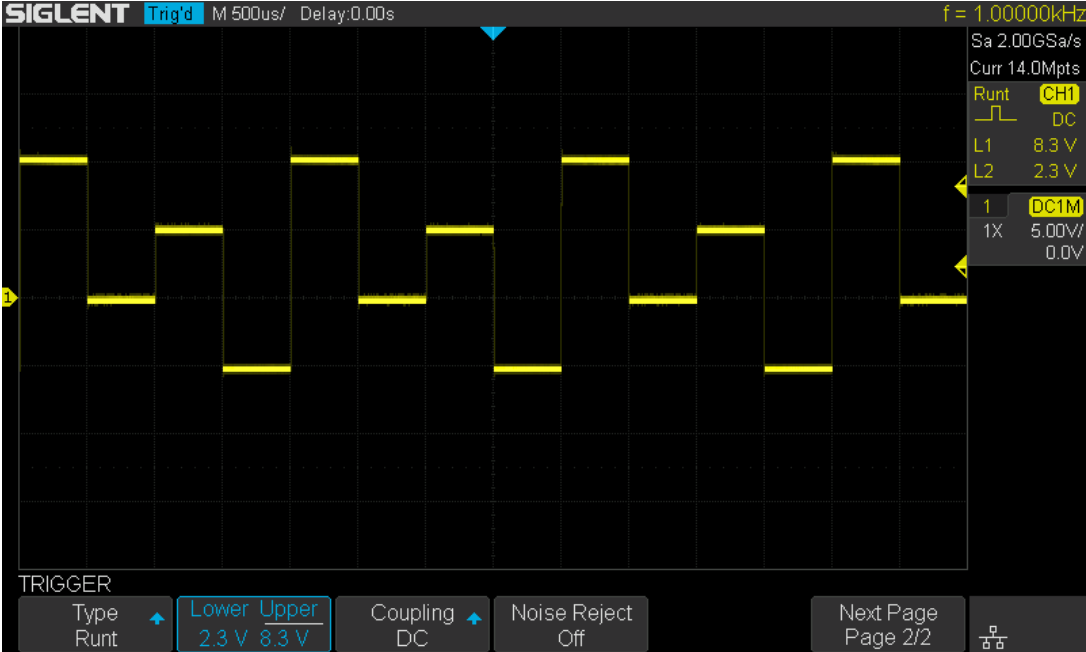 SIGLENT Trig'd M 500us/ Delay:0.00s f = 1.00000kHz
Sa 2.00GSa/s
Curr 14.0Mpts
Runt CH1
DC
L1 8.3 V
L2 2.3 V
1 DC1M
1X 5.00V/
0.0V
1
TRIGGER
Type
Runt
Lower Upper
2.3 V 8.3 V
Coupling
DC
Noise Reject
Off
Next Page
Page 2/2